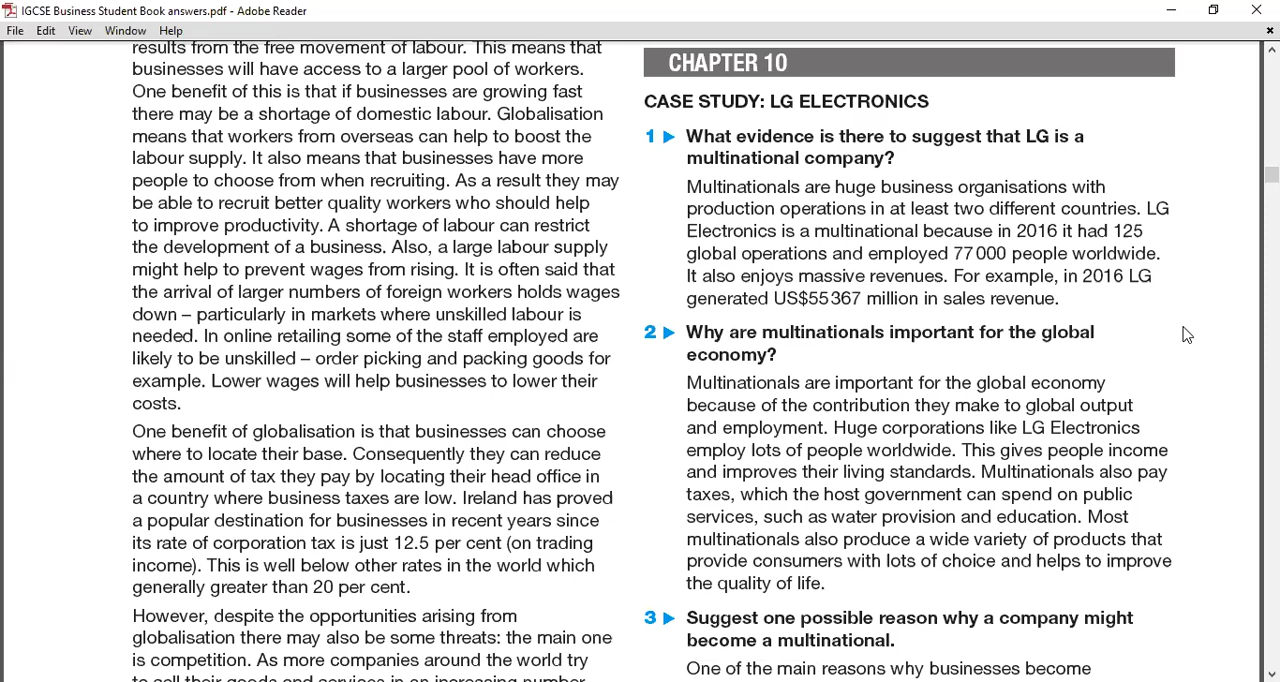 IGCSE Business Student Book answers.pdf - Adobe Reader
File Edit View Window Help
results from the free movement of labour. This means that
businesses will have access to a larger pool of workers.
One benefit of this is that if businesses are growing fast
there may be a shortage of domestic labour. Globalisation
means that workers from overseas can help to boost the
labour supply. It also means that businesses have more
people to choose from when recruiting. As a result they may
be able to recruit better quality workers who should help
to improve productivity. A shortage of labour can restrict
the development of a business. Also, a large labour supply
might help to prevent wages from rising. It is often said that
the arrival of larger numbers of foreign workers holds wages
down – particularly in markets where unskilled labour is
needed. In online retailing some of the staff employed are
likely to be unskilled – order picking and packing goods for
example. Lower wages will help businesses to lower their
costs.
One benefit of globalisation is that businesses can choose
where to locate their base. Consequently they can reduce
the amount of tax they pay by locating their head office in
a country where business taxes are low. Ireland has proved
a popular destination for businesses in recent years since
its rate of corporation tax is just 12.5 per cent (on trading
income). This is well below other rates in the world which
generally greater than 20 per cent.
However, despite the opportunities arising from
globalisation there may also be some threats: the main one
is competition. As more companies around the world try
to sell their goods and services in an increasing number
CHAPTER 10
CASE STUDY: LG ELECTRONICS
1 What evidence is there to suggest that LG is a
multinational company?
Multinationals are huge business organisations with
production operations in at least two different countries. LG
Electronics is a multinational because in 2016 it had 125
global operations and employed 77 000 people worldwide.
It also enjoys massive revenues. For example, in 2016 LG
generated US$55 367 million in sales revenue.
2 Why are multinationals important for the global
economy?
Multinationals are important for the global economy
because of the contribution they make to global output
and employment. Huge corporations like LG Electronics
employ lots of people worldwide. This gives people income
and improves their living standards. Multinationals also pay
taxes, which the host government can spend on public
services, such as water provision and education. Most
multinationals also produce a wide variety of products that
provide consumers with lots of choice and helps to improve
the quality of life.
3 Suggest one possible reason why a company might
become a multinational.
One of the main reasons why businesses become